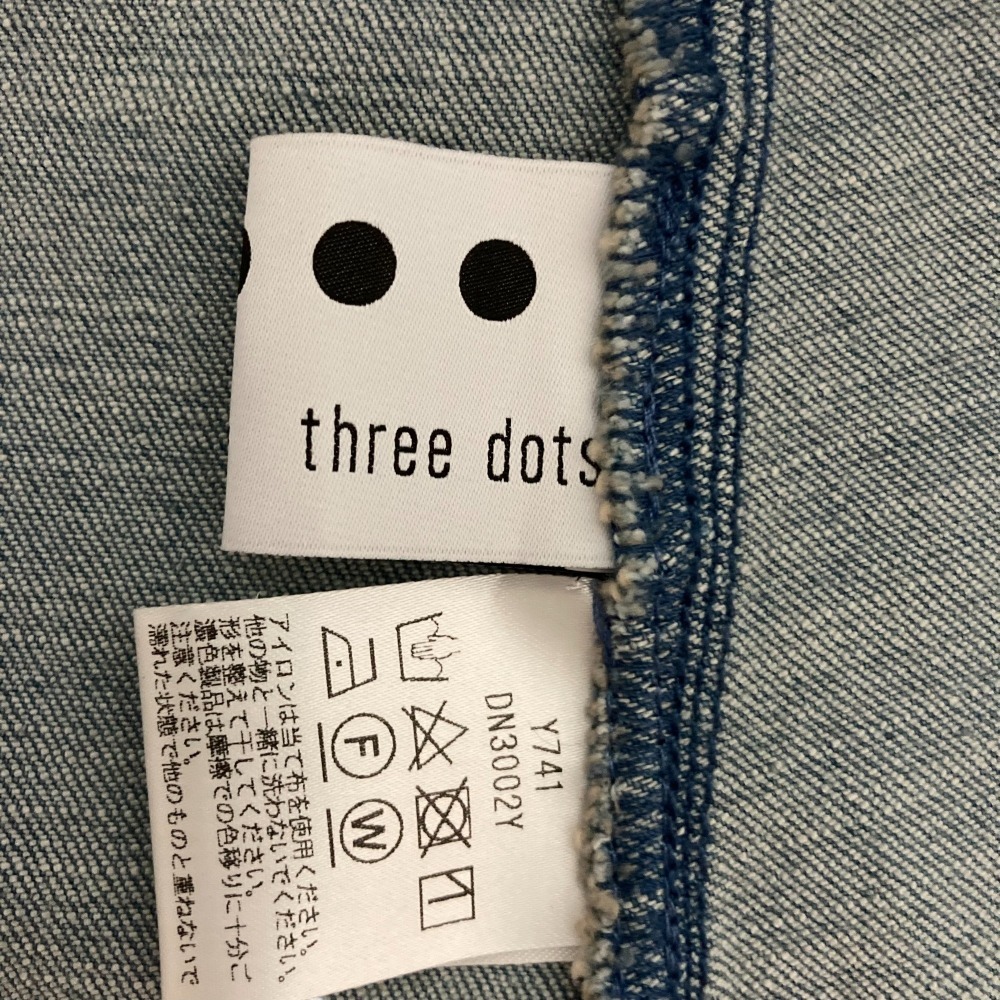 three dots
Y741
DN3002Y
F
W
アイロンは当て布を使用ください。
他の物と一緒に洗わないでください。
形を整えて干してください。
濃色製品は摩擦での色移りに十分ご
注意ください。
濡れた状態で他のものと重ねないで